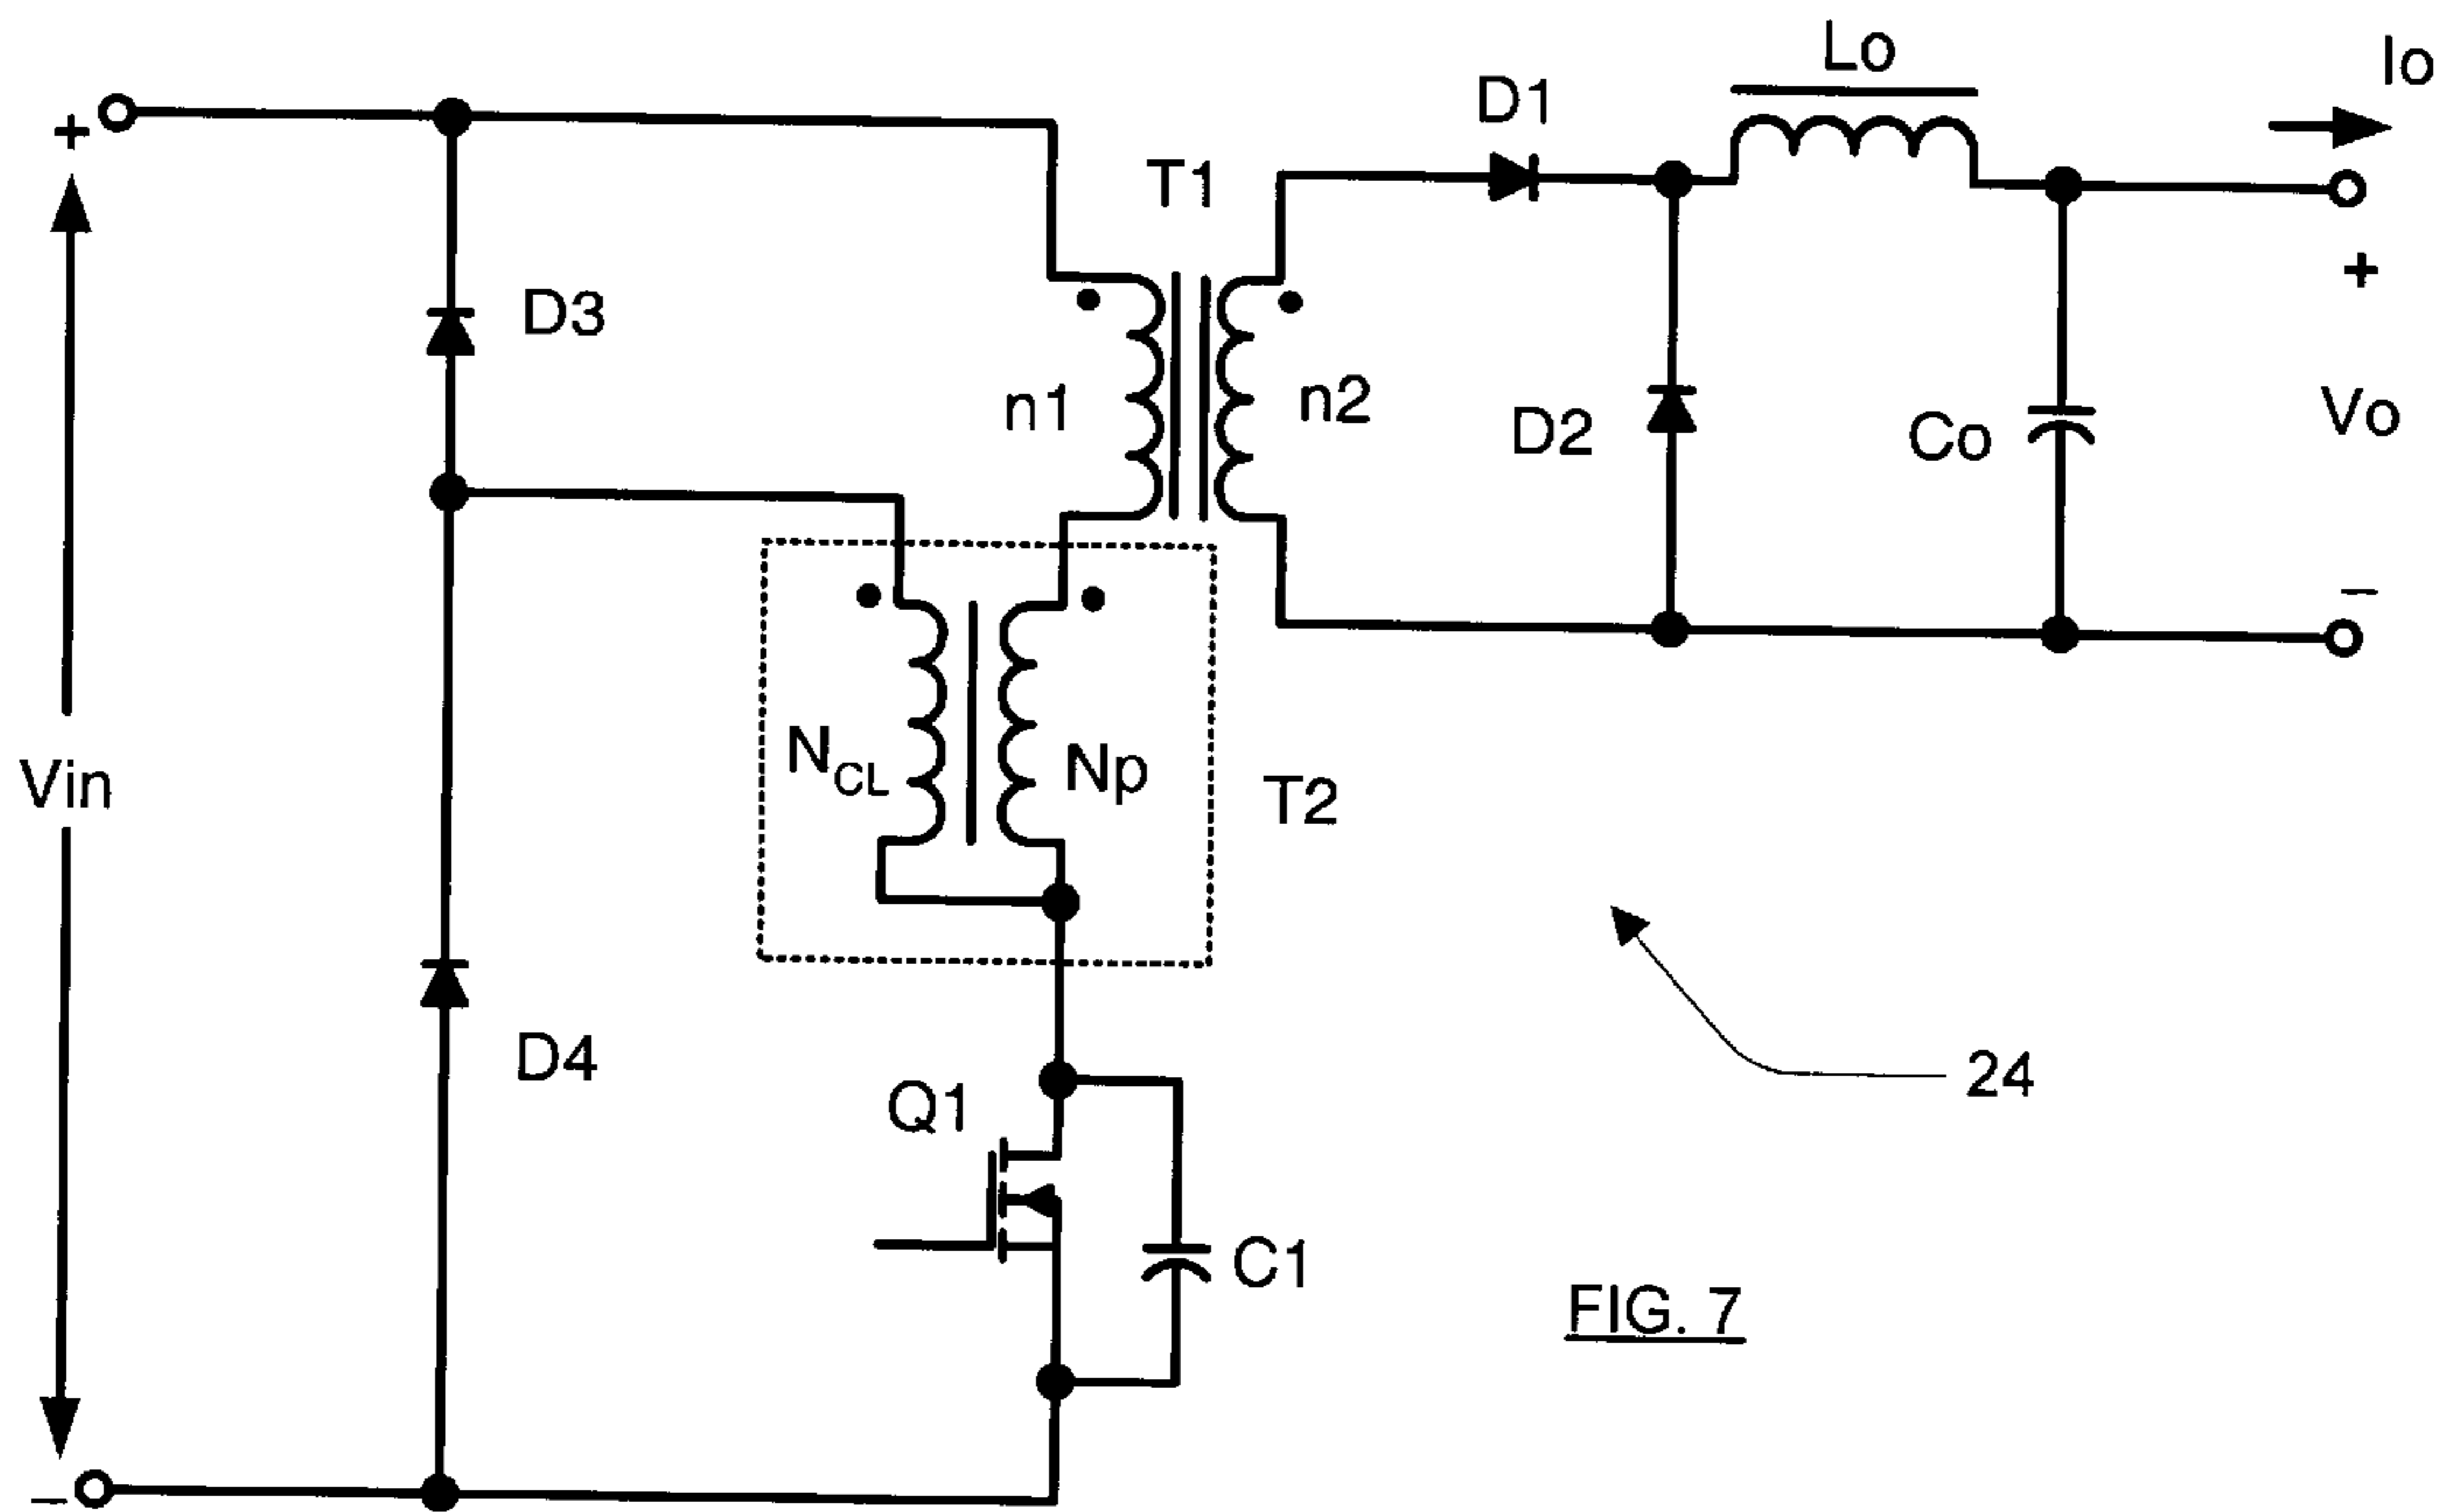 Lo
Io
+
D1
T1
+
D3
n1
n2
D2
Co
Vo
−
N_CL
Np
Vin
T2
D4
Q1
24
C1
FIG. 7
−